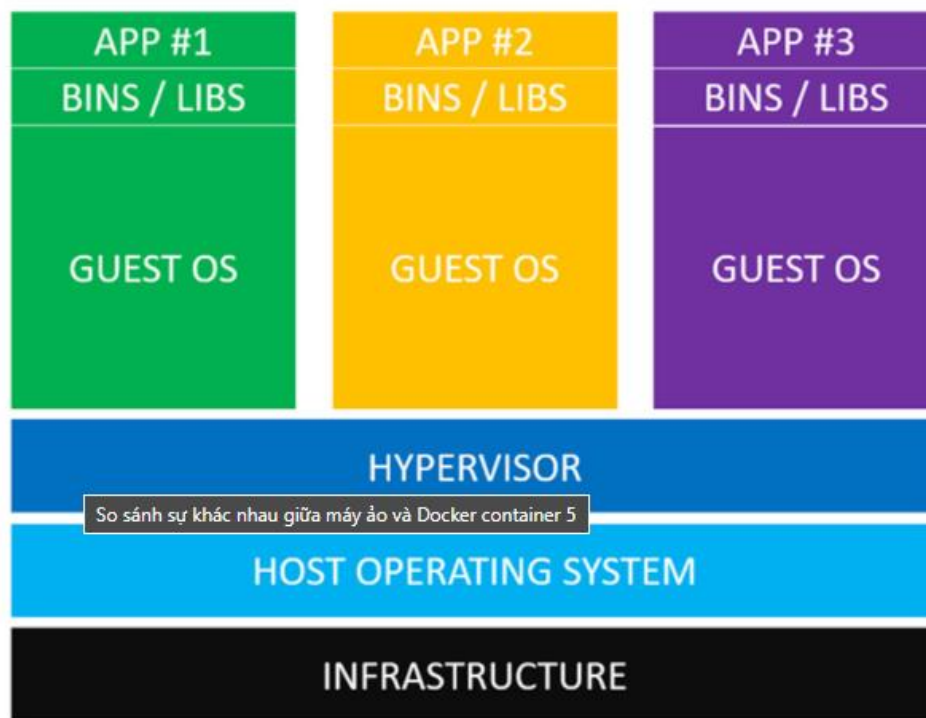 APP #1
BINS / LIBS
GUEST OS
APP #2
BINS / LIBS
GUEST OS
APP #3
BINS / LIBS
GUEST OS
HYPERVISOR
So sánh sự khác nhau giữa máy ảo và Docker container 5
HOST OPERATING SYSTEM
INFRASTRUCTURE